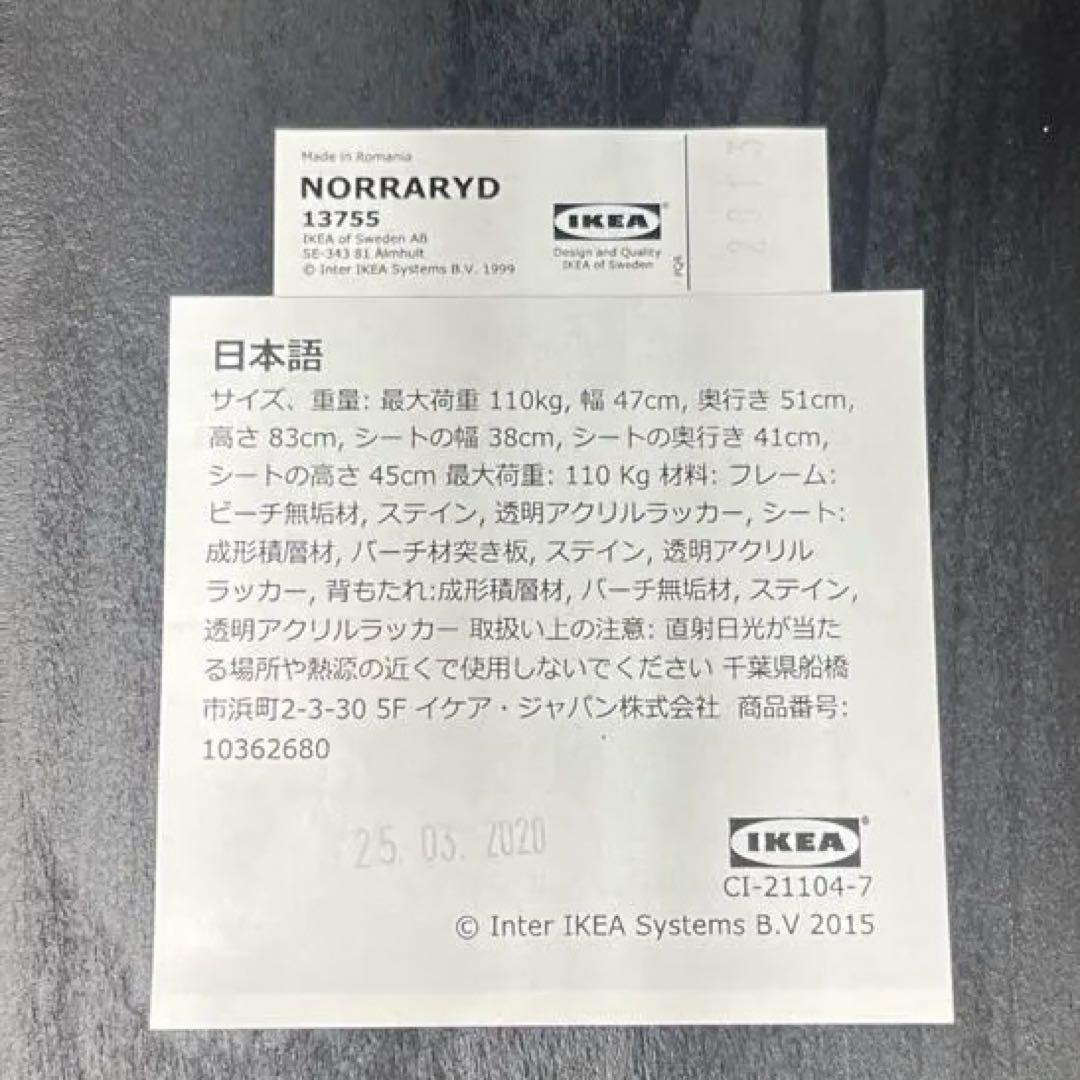 Made in Romania
NORRARYD
13755
IKEA of Sweden AB
SE-343 81 Älmhult
© Inter IKEA Systems B.V. 1999
IKEA®
Design and Quality
IKEA of Sweden
PQR
日本語
サイズ、重量: 最大荷重 110kg, 幅 47cm, 奥行き 51cm,
高さ 83cm, シートの幅 38cm, シートの奥行き 41cm,
シートの高さ 45cm 最大荷重: 110 Kg 材料: フレーム:
ビーチ無垢材, ステイン, 透明アクリルラッカー, シート:
成形積層材, バーチ材突き板, ステイン, 透明アクリル
ラッカー, 背もたれ:成形積層材, バーチ無垢材, ステイン,
透明アクリルラッカー 取扱い上の注意: 直射日光が当た
る場所や熱源の近くで使用しないでください 千葉県船橋
市浜町2-3-30 5F イケア・ジャパン株式会社 商品番号:
10362680
25. 03. 2020
IKEA®
CI-21104-7
© Inter IKEA Systems B.V 2015